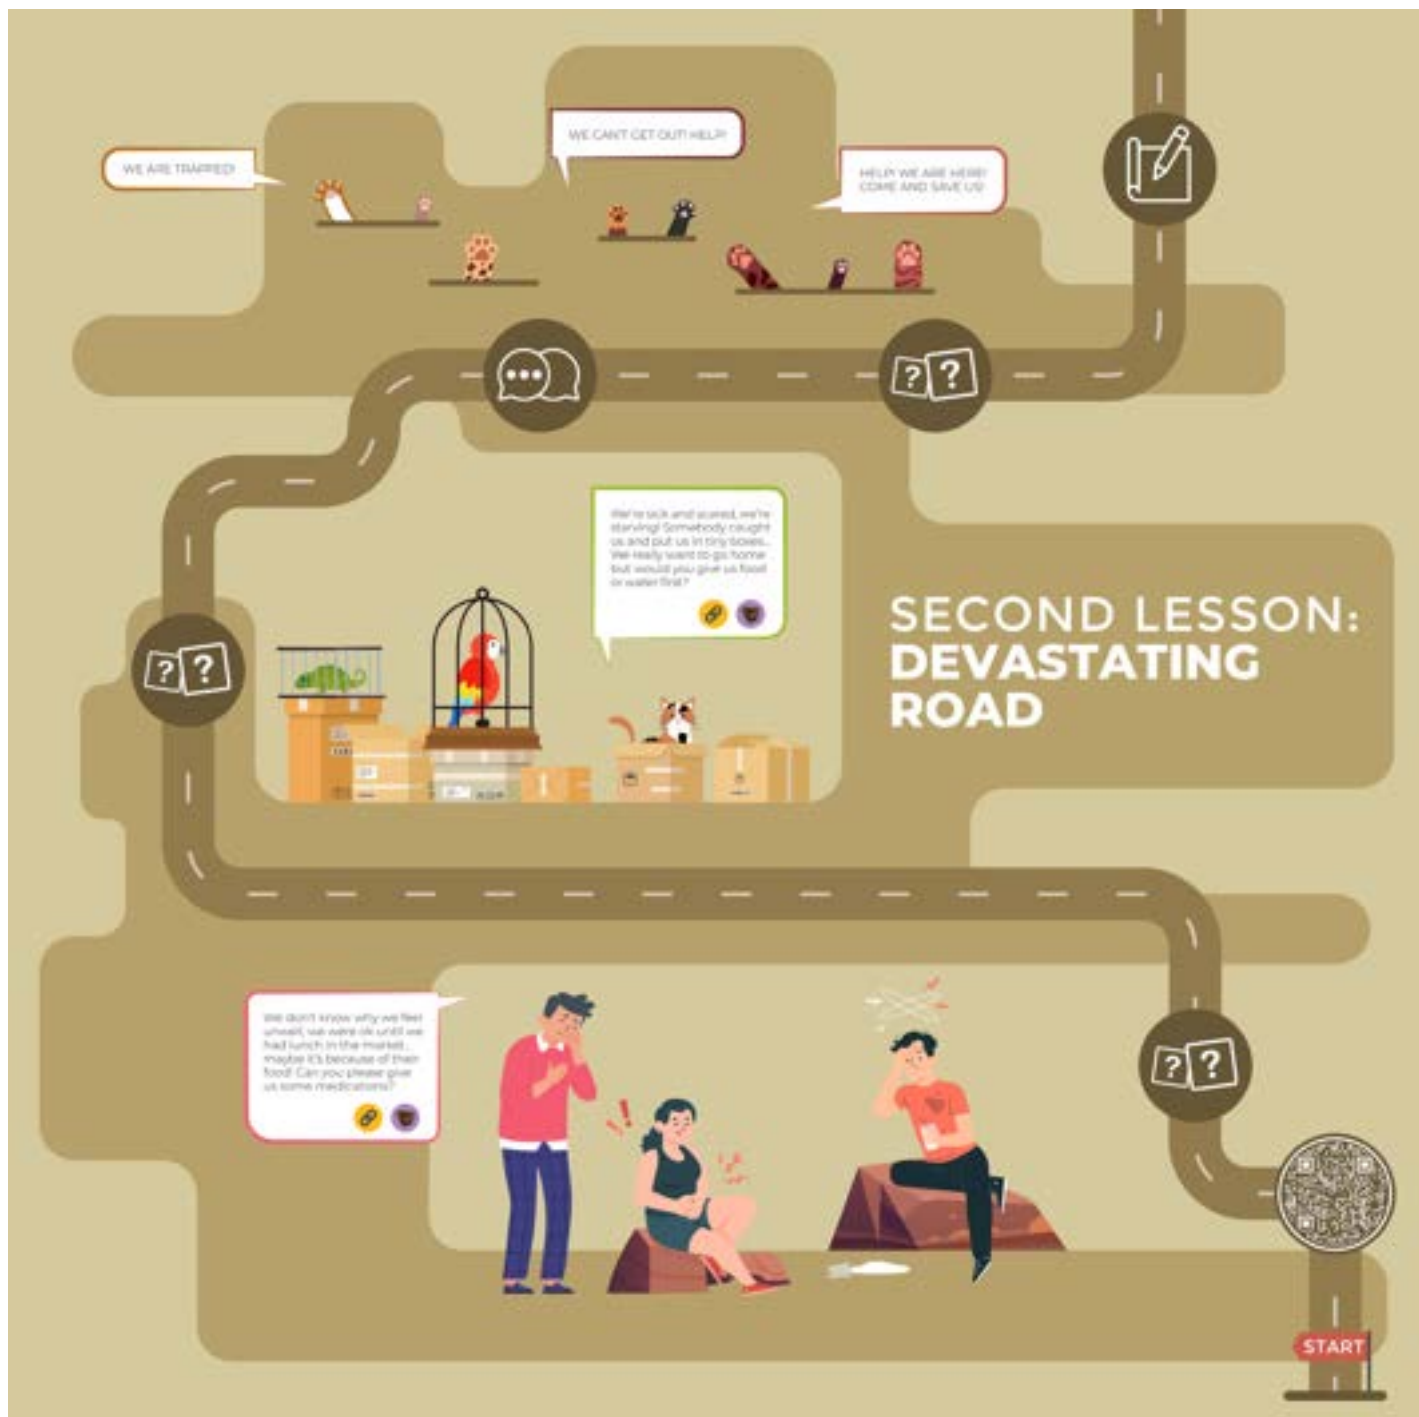 WE ARE TRAPPED!
WE CAN'T GET OUT! HELP!
HELP! WE ARE HERE!
COME AND SAVE US!
? ?
We're sick and scared, we're
starving! Somebody caught
us and put us in tiny boxes...
We really want to go home
but would you give us food
or water first?
SECOND LESSON:
DEVASTATING
ROAD
? ?
We don't know why we feel
unwell, we were ok until we
had lunch in the market...
maybe it's because of their
food! Can you please give
us some medications?
? ?
START